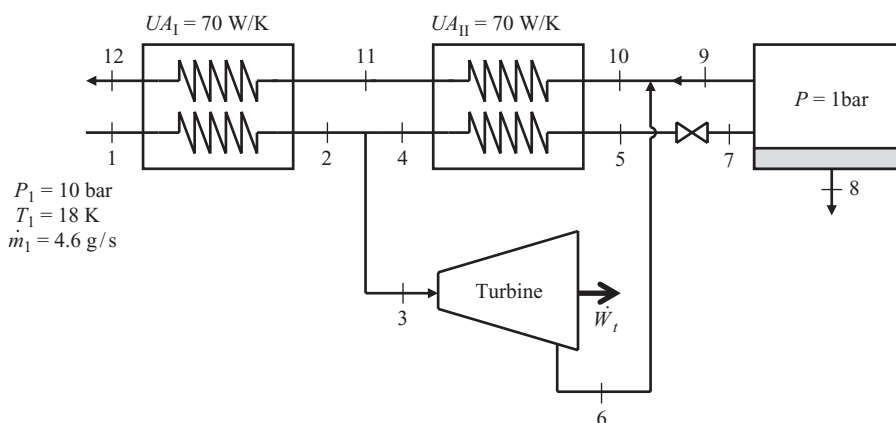 UA_I = 70 W/K
UA_II = 70 W/K
12
11
10
9
P = 1bar
1
2
4
5
7
8
P_1 = 10 bar
T_1 = 18 K
ṁ_1 = 4.6 g/s
3
Turbine
Ẇ_t
6